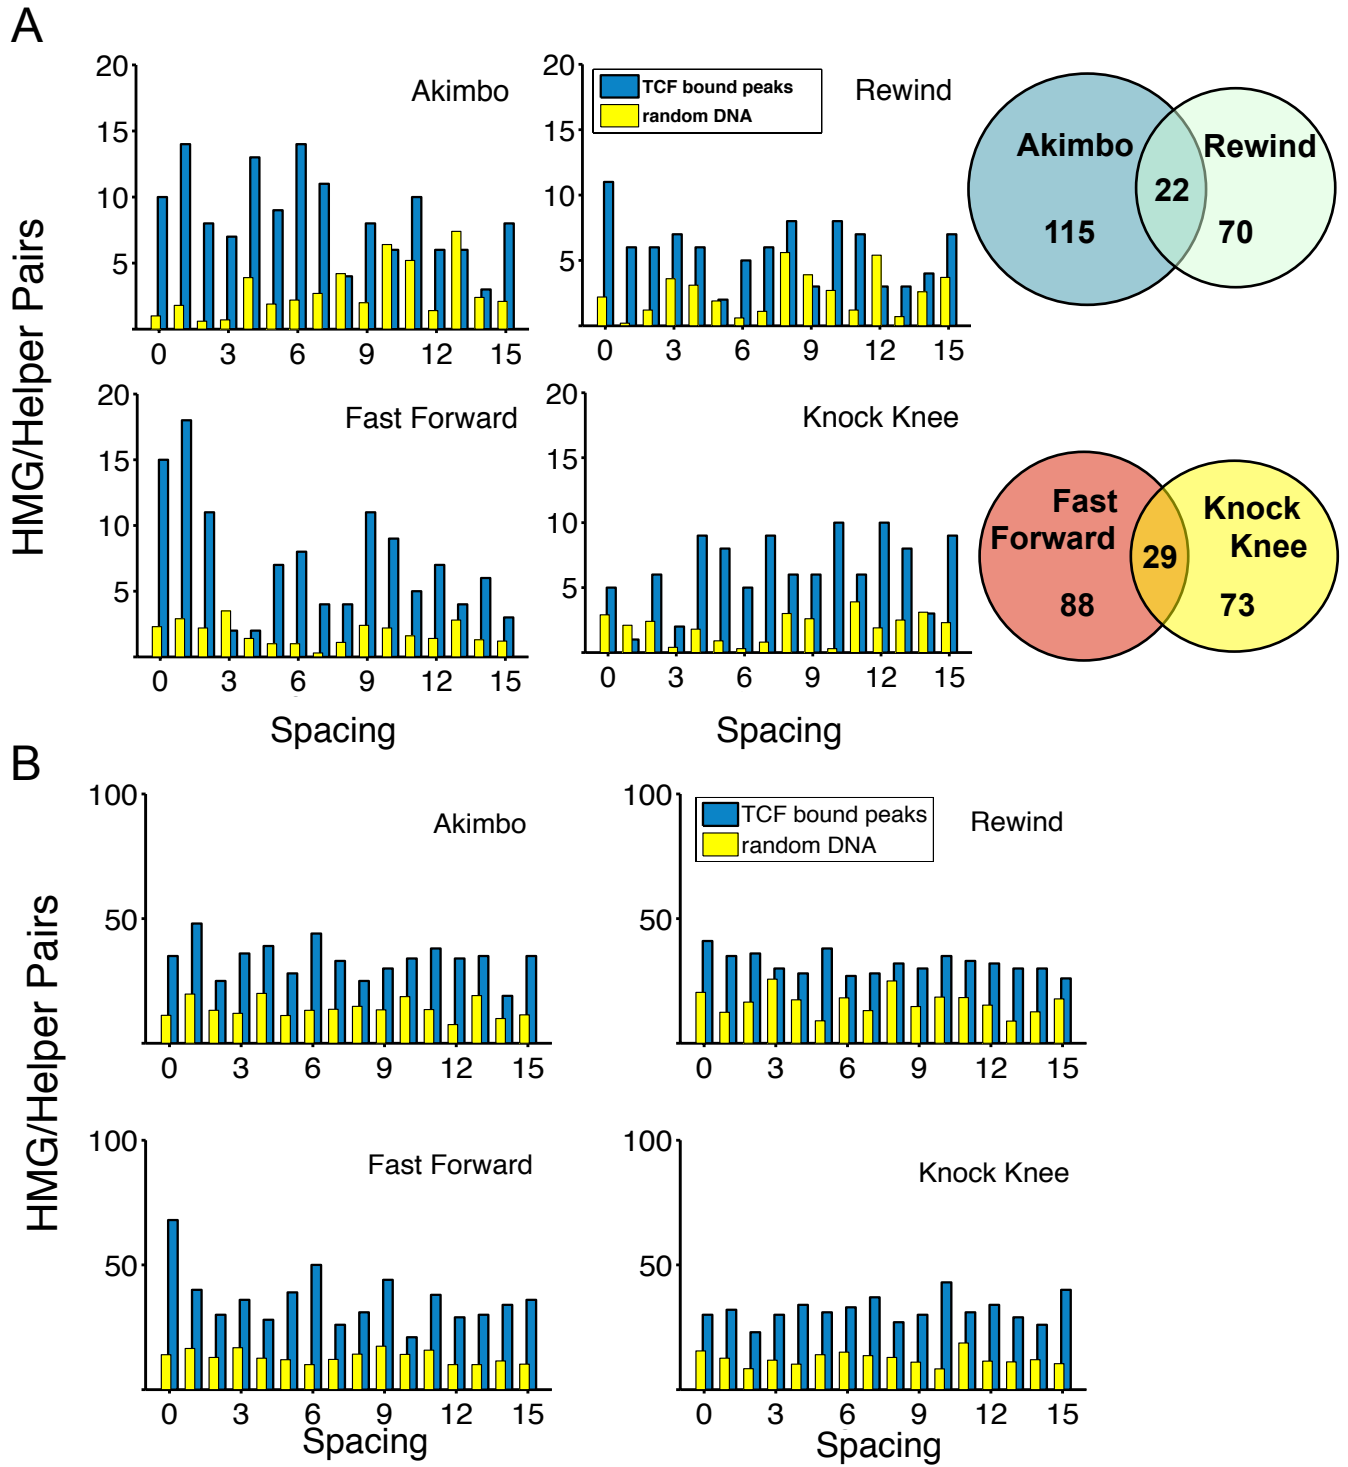 A
HMG/Helper Pairs
20
15
10
5
Akimbo
0 3 6 9 12 15
20
15
10
5
TCF bound peaks
random DNA
Rewind
0 3 6 9 12 15
Akimbo
115
22
Rewind
70
20
15
10
5
Fast Forward
0 3 6 9 12 15
Spacing
20
15
10
5
Knock Knee
0 3 6 9 12 15
Spacing
Fast
Forward
88
29
Knock
Knee
73
B
HMG/Helper Pairs
100
50
Akimbo
0 3 6 9 12 15
100
50
TCF bound peaks
random DNA
Rewind
0 3 6 9 12 15
100
50
Fast Forward
0 3 6 9 12 15
Spacing
100
50
Knock Knee
0 3 6 9 12 15
Spacing